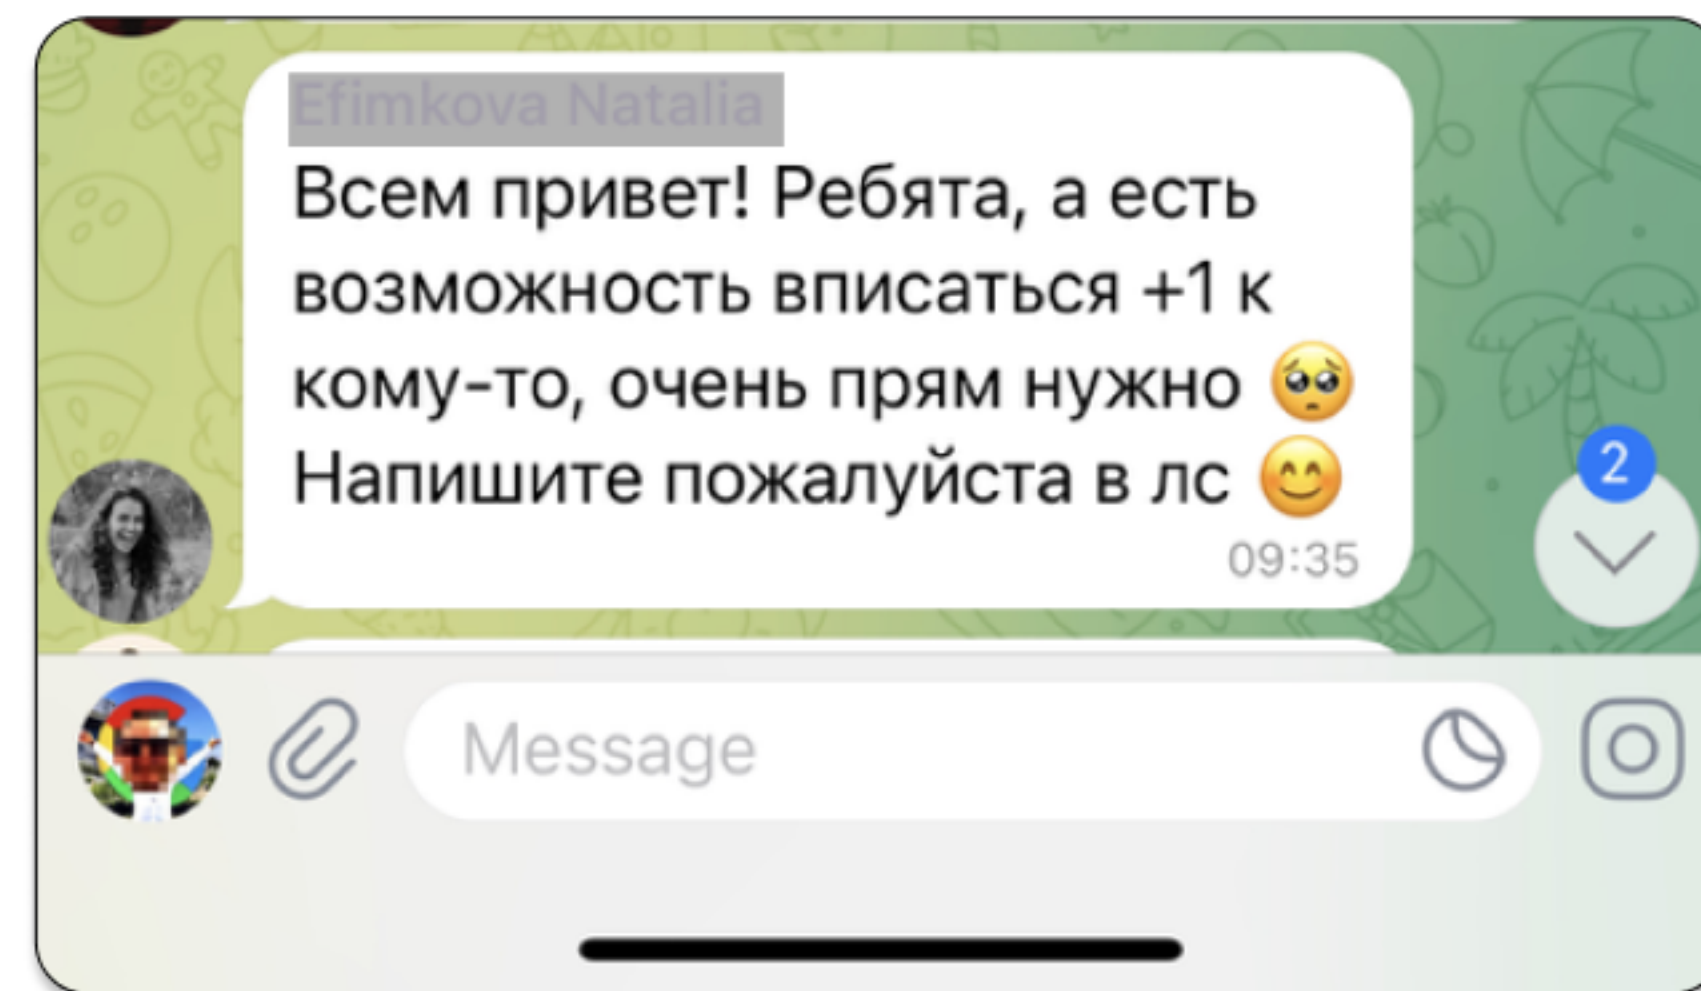 Efimkova Natalia
Всем привет! Ребята, а есть
возможность вписаться +1 к
кому-то, очень прям нужно 🥺
Напишите пожалуйста в лс 😊
09:35
2
Message